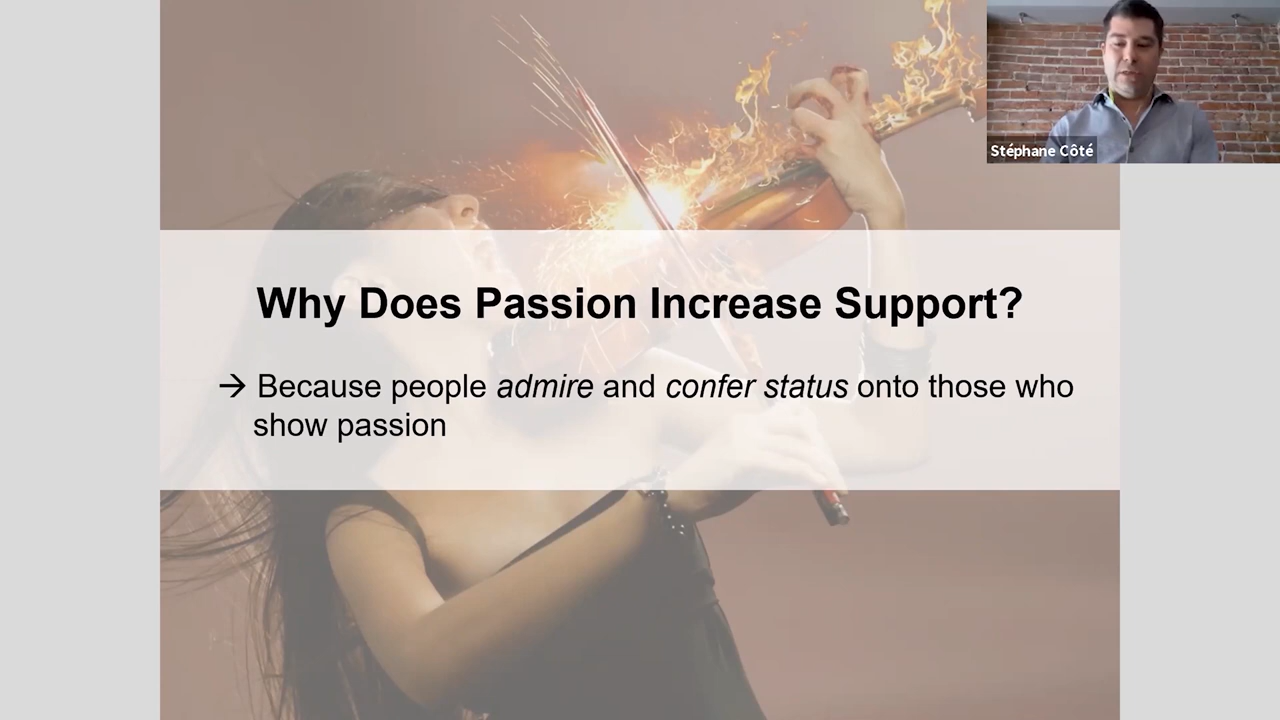 Stéphane Côté
Why Does Passion Increase Support?
→ Because people admire and confer status onto those who
show passion